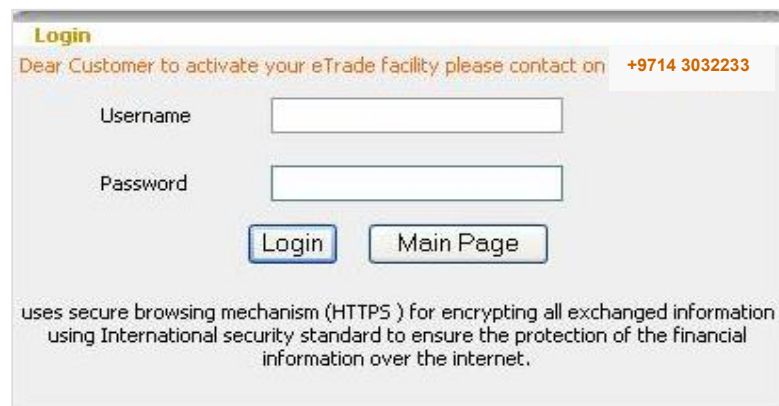 Login
Dear Customer to activate your eTrade facility please contact on +9714 3032233
Username
Password
Login Main Page
uses secure browsing mechanism (HTTPS ) for encrypting all exchanged information
using International security standard to ensure the protection of the financial
information over the internet.